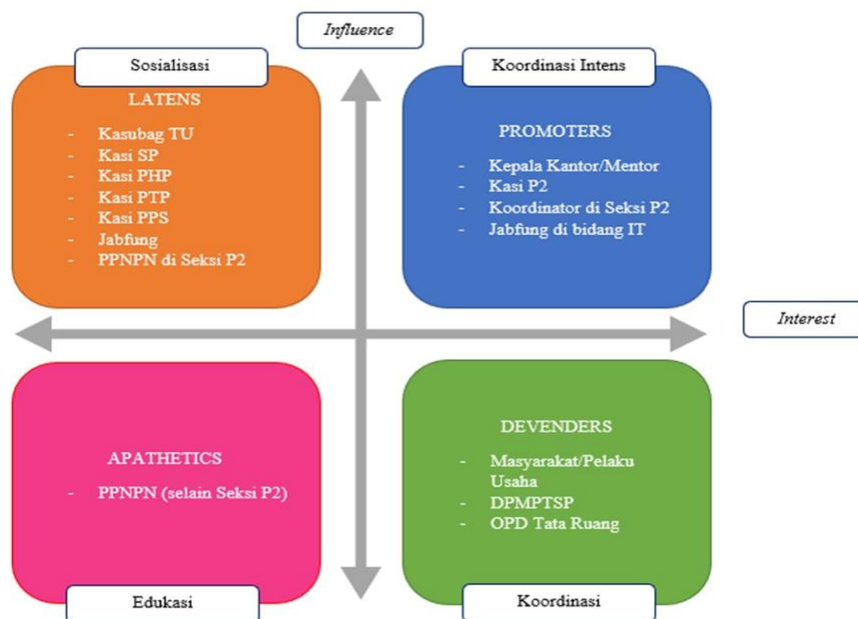 Influence
Sosialisasi
LATENS
- Kasubag TU
- Kasi SP
- Kasi PHP
- Kasi PTP
- Kasi PPS
- Jabfung
- PPNPN di Seksi P2
Koordinasi Intens
PROMOTERS
- Kepala Kantor/Mentor
- Kasi P2
- Koordinator di Seksi P2
- Jabfung di bidang IT
Interest
APATHETICS
- PPNPN (selain Seksi P2)
Edukasi
DEVENDERS
- Masyarakat/Pelaku
Usaha
- DPMPTSP
- OPD Tata Ruang
Koordinasi